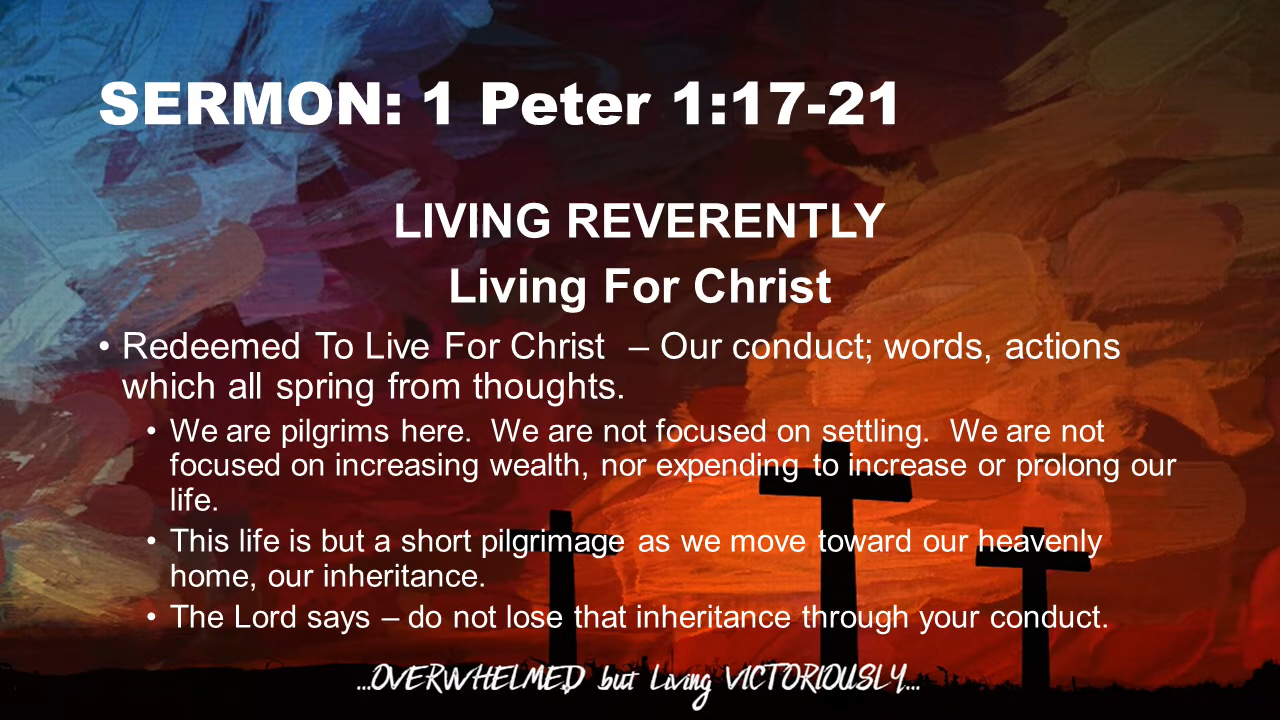 SERMON: 1 Peter 1:17-21
LIVING REVERENTLY
Living For Christ
• Redeemed To Live For Christ – Our conduct; words, actions
which all spring from thoughts.
• We are pilgrims here. We are not focused on settling. We are not
focused on increasing wealth, nor expending to increase or prolong our
life.
• This life is but a short pilgrimage as we move toward our heavenly
home, our inheritance.
• The Lord says – do not lose that inheritance through your conduct.
...OVERWHELMED but Living VICTORIOUSLY...